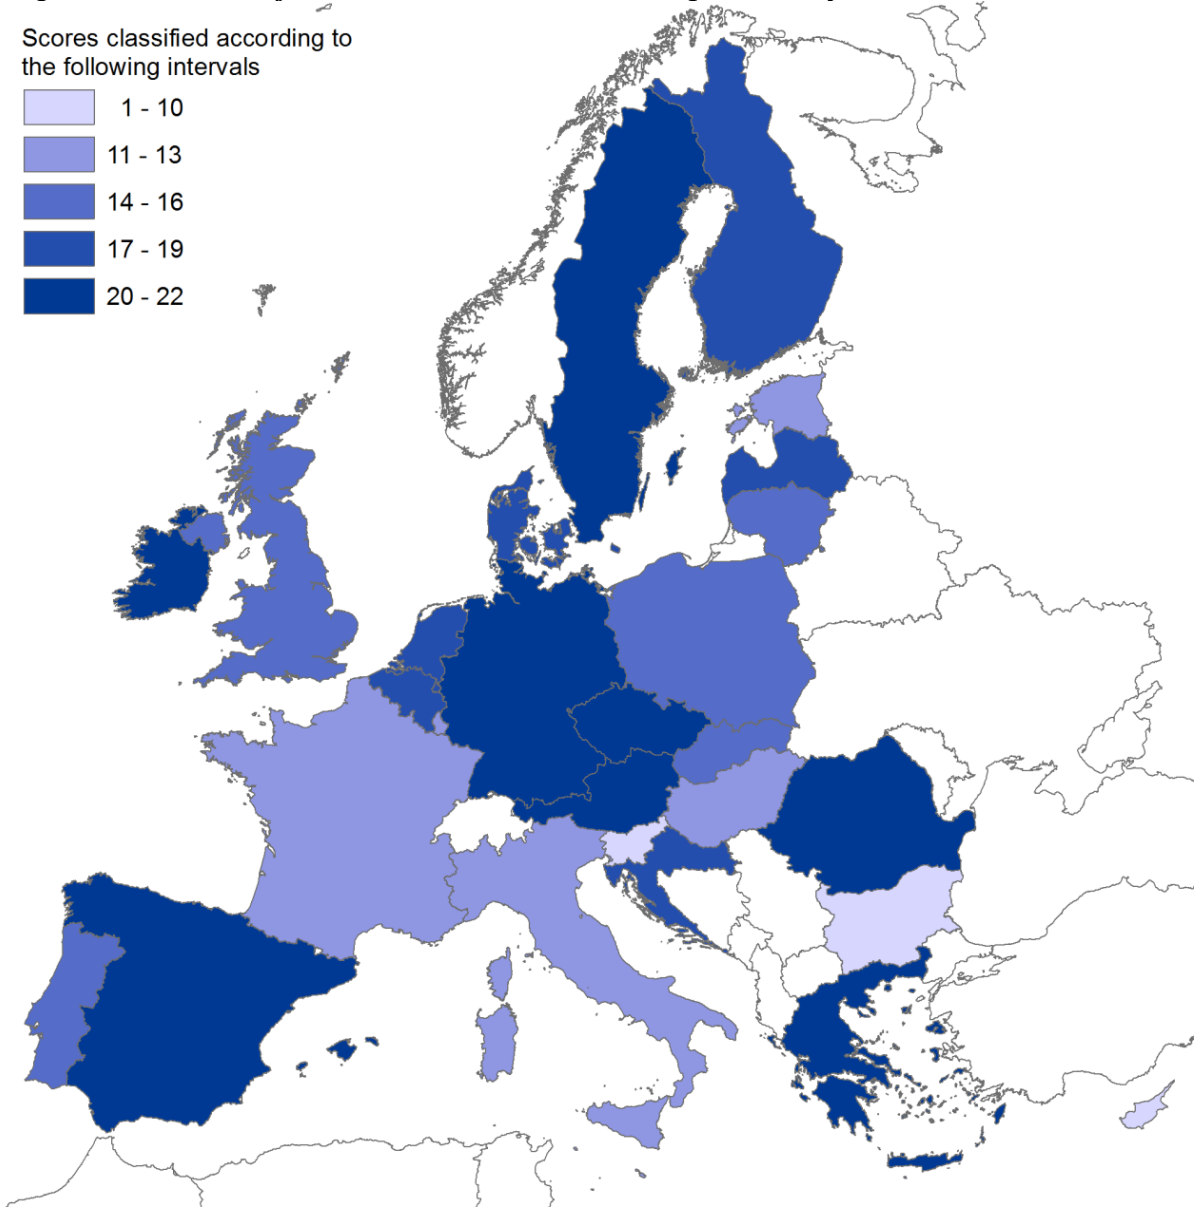 Scores classified according to
the following intervals
1 - 10
11 - 13
14 - 16
17 - 19
20 - 22